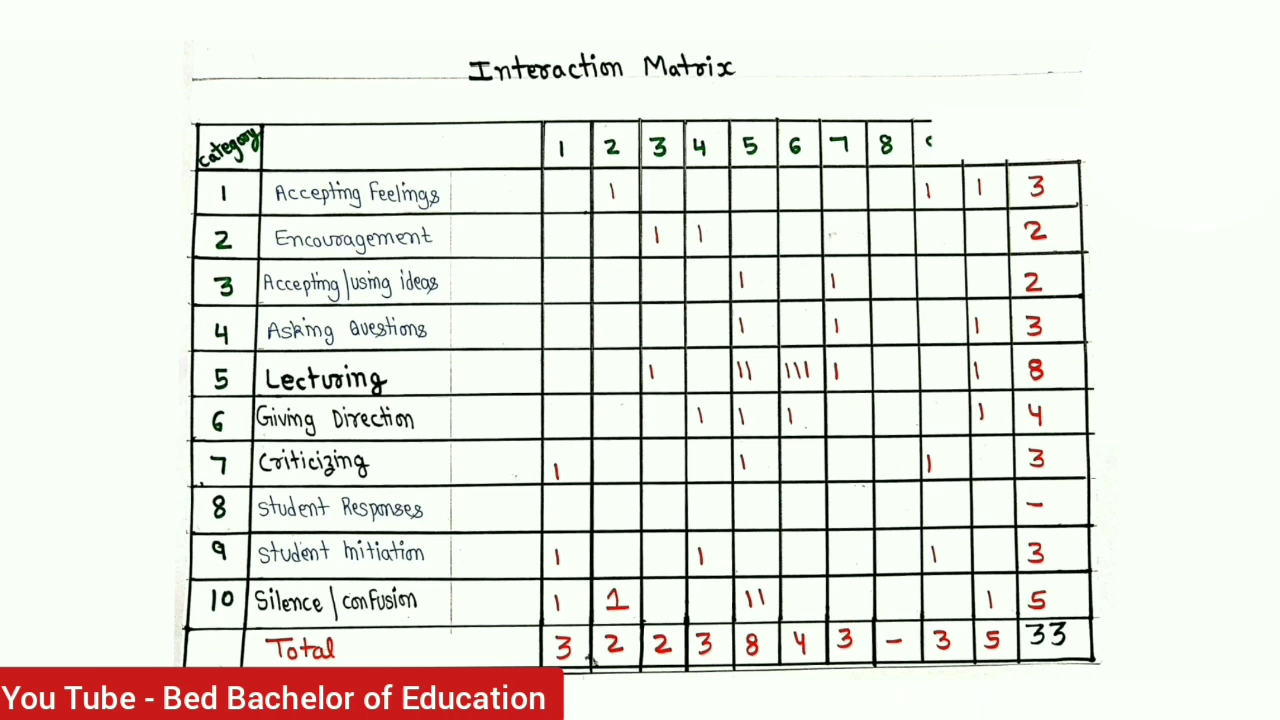 Interaction Matrix
Category 1 2 3 4 5 6 7 8
1 Accepting Feelings 1 1 1 3
2 Encouragement 1 1 2
3 Accepting/using ideas 1 1 2
4 Asking Questions 1 1 1 3
5 Lecturing 1 11 111 1 1 8
6 Giving Direction 1 1 1 1 4
7 Criticizing 1 1 1 3
8 Student Responses -
9 Student Initiation 1 1 1 3
10 Silence/confusion 1 1 11 1 5
Total 3 2 2 3 8 4 3 - 3 5 33
You Tube - Bed Bachelor of Education